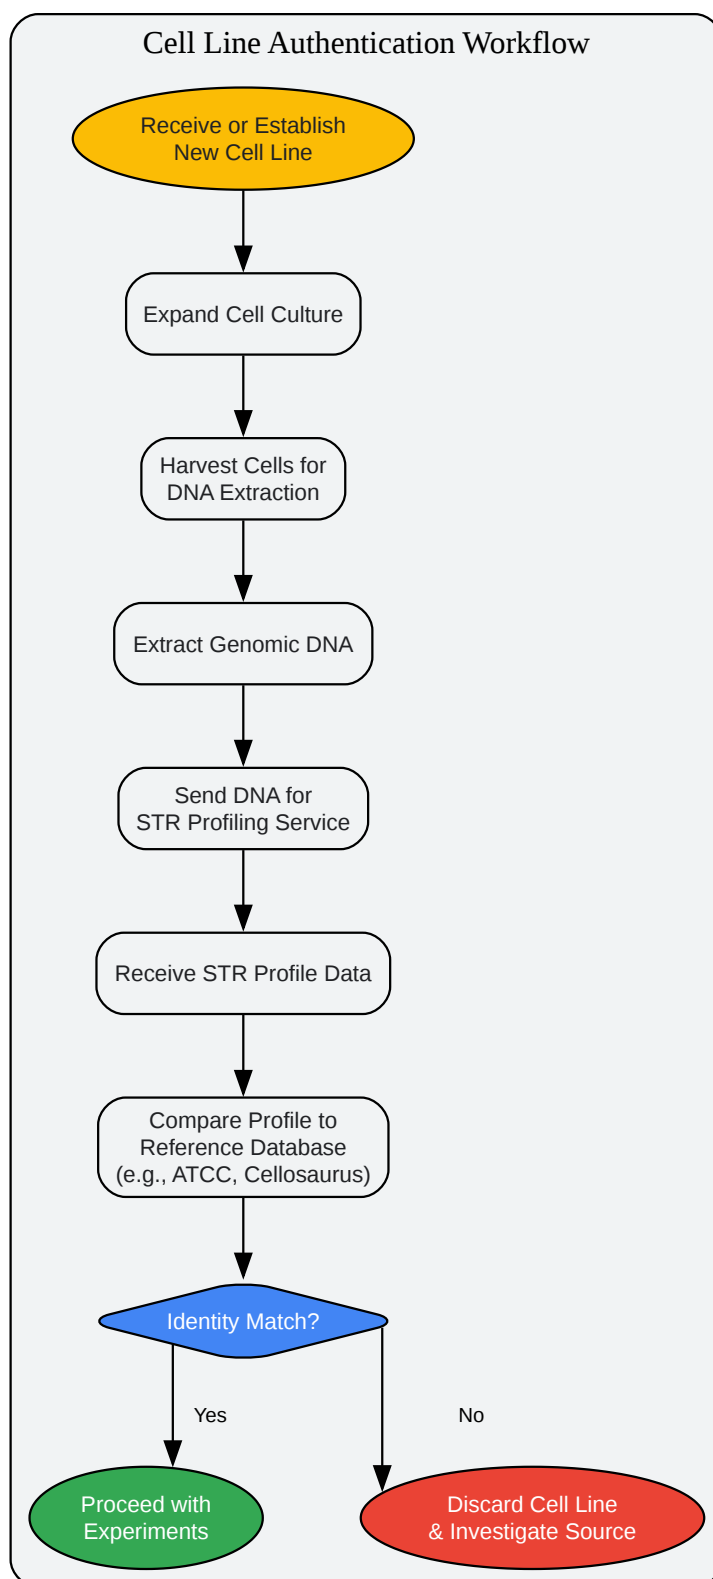 Cell Line Authentication Workflow
Receive or Establish
New Cell Line
Expand Cell Culture
Harvest Cells for
DNA Extraction
Extract Genomic DNA
Send DNA for
STR Profiling Service
Receive STR Profile Data
Compare Profile to
Reference Database
(e.g., ATCC, Cellosaurus)
Identity Match?
Yes
No
Proceed with
Experiments
Discard Cell Line
& Investigate Source